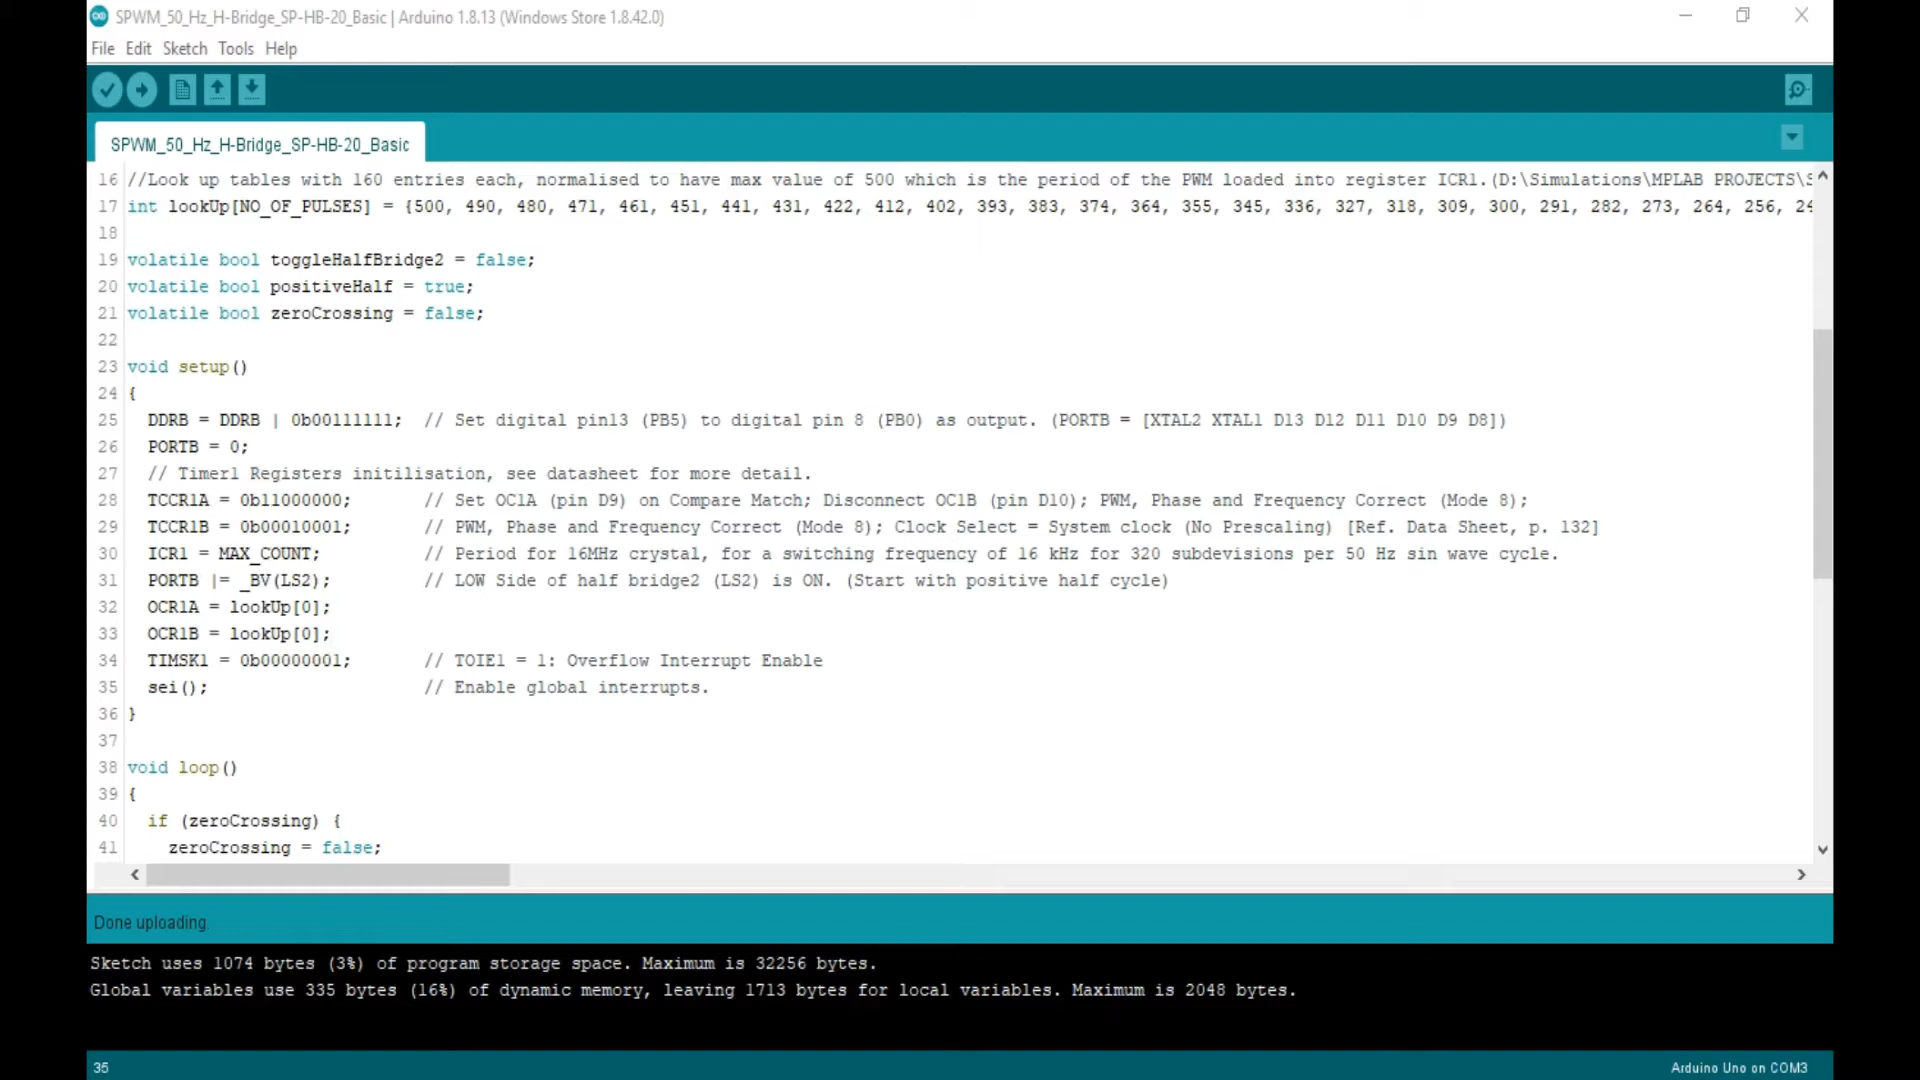 SPWM_50_Hz_H-Bridge_SP-HB-20_Basic | Arduino 1.8.13 (Windows Store 1.8.42.0)
File Edit Sketch Tools Help
SPWM_50_Hz_H-Bridge_SP-HB-20_Basic
16 //Look up tables with 160 entries each, normalised to have max value of 500 which is the period of the PWM loaded into register ICR1.(D:\Simulations\MPLAB PROJECTS\S
17 int lookUp[NO_OF_PULSES] = {500, 490, 480, 471, 461, 451, 441, 431, 422, 412, 402, 393, 383, 374, 364, 355, 345, 336, 327, 318, 309, 300, 291, 282, 273, 264, 256, 24
18
19 volatile bool toggleHalfBridge2 = false;
20 volatile bool positiveHalf = true;
21 volatile bool zeroCrossing = false;
22
23 void setup()
24 {
25 DDRB = DDRB | 0b00111111; // Set digital pin13 (PB5) to digital pin 8 (PB0) as output. (PORTB = [XTAL2 XTAL1 D13 D12 D11 D10 D9 D8])
26 PORTB = 0;
27 // Timer1 Registers initilisation, see datasheet for more detail.
28 TCCR1A = 0b11000000; // Set OC1A (pin D9) on Compare Match; Disconnect OC1B (pin D10); PWM, Phase and Frequency Correct (Mode 8);
29 TCCR1B = 0b00010001; // PWM, Phase and Frequency Correct (Mode 8); Clock Select = System clock (No Prescaling) [Ref. Data Sheet, p. 132]
30 ICR1 = MAX_COUNT; // Period for 16MHz crystal, for a switching frequency of 16 kHz for 320 subdevisions per 50 Hz sin wave cycle.
31 PORTB |= _BV(LS2); // LOW Side of half bridge2 (LS2) is ON. (Start with positive half cycle)
32 OCR1A = lookUp[0];
33 OCR1B = lookUp[0];
34 TIMSK1 = 0b00000001; // TOIE1 = 1: Overflow Interrupt Enable
35 sei(); // Enable global interrupts.
36 }
37
38 void loop()
39 {
40 if (zeroCrossing) {
41 zeroCrossing = false;
Done uploading.
Sketch uses 1074 bytes (3%) of program storage space. Maximum is 32256 bytes.
Global variables use 335 bytes (16%) of dynamic memory, leaving 1713 bytes for local variables. Maximum is 2048 bytes.
35 Arduino Uno on COM3